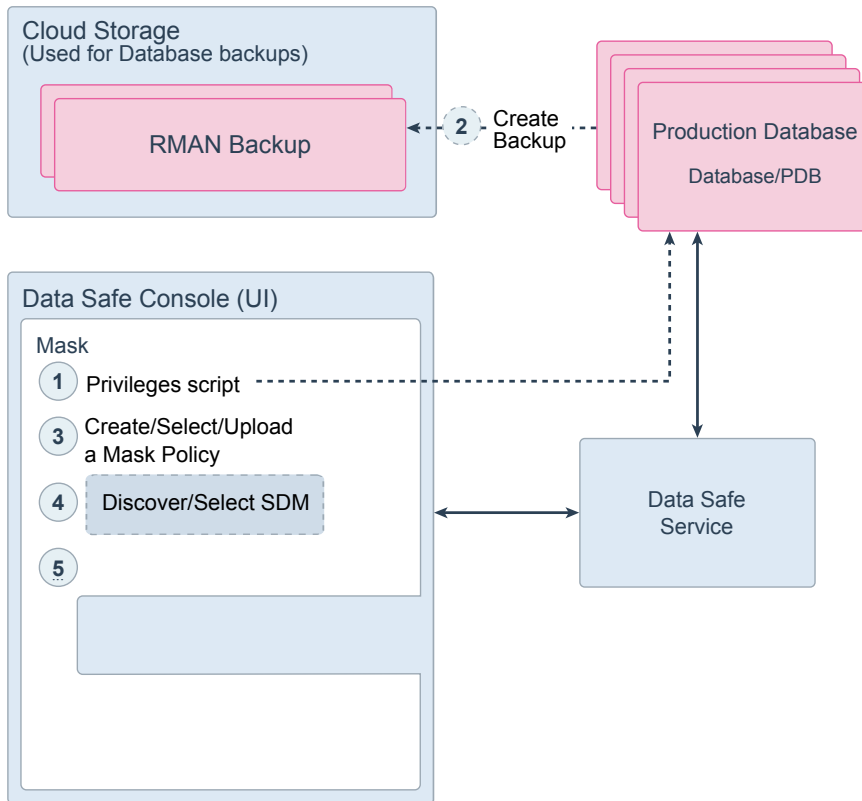 Cloud Storage
(Used for Database backups)
RMAN Backup
2
Create
Backup
Production Database
Database/PDB
Data Safe Console (UI)
Mask
1 Privileges script
3 Create/Select/Upload
a Mask Policy
4 Discover/Select SDM
5
Data Safe
Service